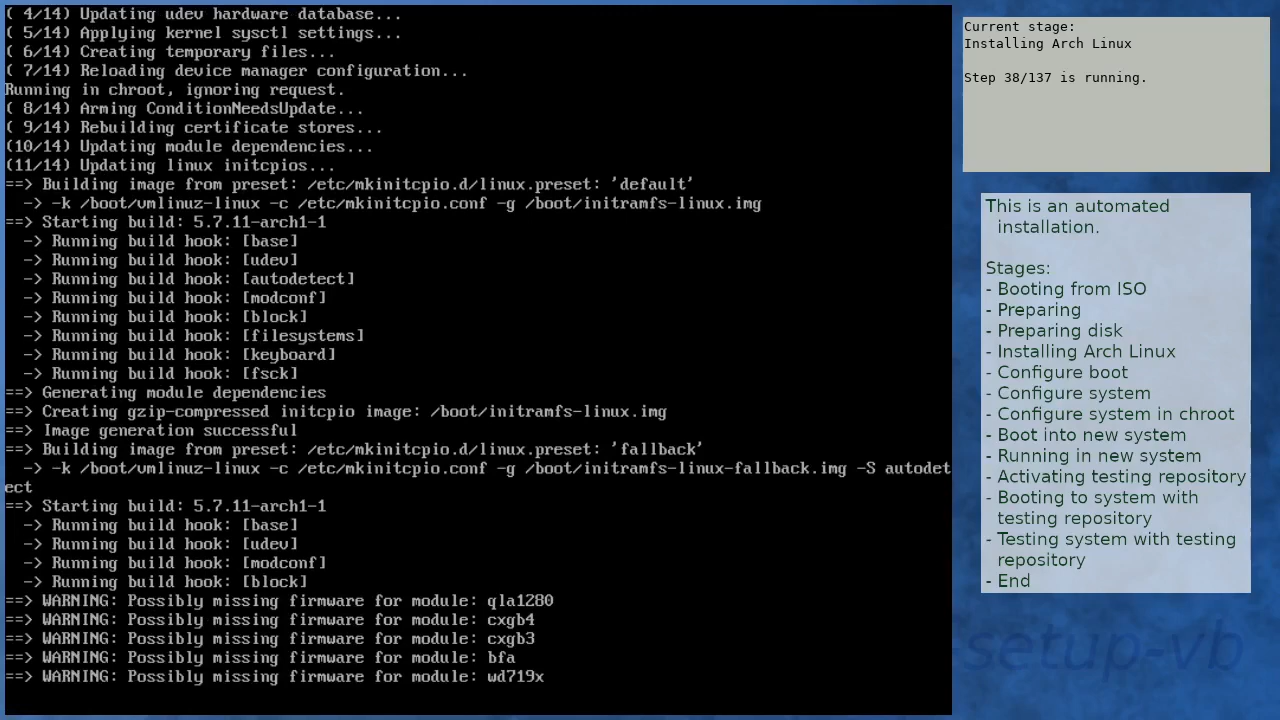 ( 4/14) Updating udev hardware database...
( 5/14) Applying kernel sysctl settings...
( 6/14) Creating temporary files...
( 7/14) Reloading device manager configuration...
Running in chroot, ignoring request.
( 8/14) Arming ConditionNeedsUpdate...
( 9/14) Rebuilding certificate stores...
(10/14) Updating module dependencies...
(11/14) Updating linux initcpios...
==> Building image from preset: /etc/mkinitcpio.d/linux.preset: 'default'
  -> -k /boot/vmlinuz-linux -c /etc/mkinitcpio.conf -g /boot/initramfs-linux.img
==> Starting build: 5.7.11-arch1-1
  -> Running build hook: [base]
  -> Running build hook: [udev]
  -> Running build hook: [autodetect]
  -> Running build hook: [modconf]
  -> Running build hook: [block]
  -> Running build hook: [filesystems]
  -> Running build hook: [keyboard]
  -> Running build hook: [fsck]
==> Generating module dependencies
==> Creating gzip-compressed initcpio image: /boot/initramfs-linux.img
==> Image generation successful
==> Building image from preset: /etc/mkinitcpio.d/linux.preset: 'fallback'
  -> -k /boot/vmlinuz-linux -c /etc/mkinitcpio.conf -g /boot/initramfs-linux-fallback.img -S autodet
ect
==> Starting build: 5.7.11-arch1-1
  -> Running build hook: [base]
  -> Running build hook: [udev]
  -> Running build hook: [modconf]
  -> Running build hook: [block]
==> WARNING: Possibly missing firmware for module: qla1280
==> WARNING: Possibly missing firmware for module: cxgb4
==> WARNING: Possibly missing firmware for module: cxgb3
==> WARNING: Possibly missing firmware for module: bfa
==> WARNING: Possibly missing firmware for module: wd719x
Current stage:
Installing Arch Linux
Step 38/137 is running.
This is an automated
installation.
Stages:
- Booting from ISO
- Preparing
- Preparing disk
- Installing Arch Linux
- Configure boot
- Configure system
- Configure system in chroot
- Boot into new system
- Running in new system
- Activating testing repository
- Booting to system with
testing repository
- Testing system with testing
repository
- End
-setup-vb